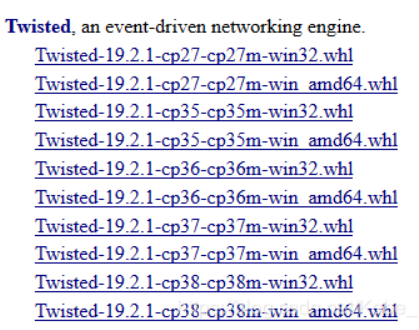 Twisted, an event-driven networking engine.
Twisted-19.2.1-cp27-cp27m-win32.whl
Twisted-19.2.1-cp27-cp27m-win_amd64.whl
Twisted-19.2.1-cp35-cp35m-win32.whl
Twisted-19.2.1-cp35-cp35m-win_amd64.whl
Twisted-19.2.1-cp36-cp36m-win32.whl
Twisted-19.2.1-cp36-cp36m-win_amd64.whl
Twisted-19.2.1-cp37-cp37m-win32.whl
Twisted-19.2.1-cp37-cp37m-win_amd64.whl
Twisted-19.2.1-cp38-cp38m-win32.whl
Twisted-19.2.1-cp38-cp38m-win_amd64.whl